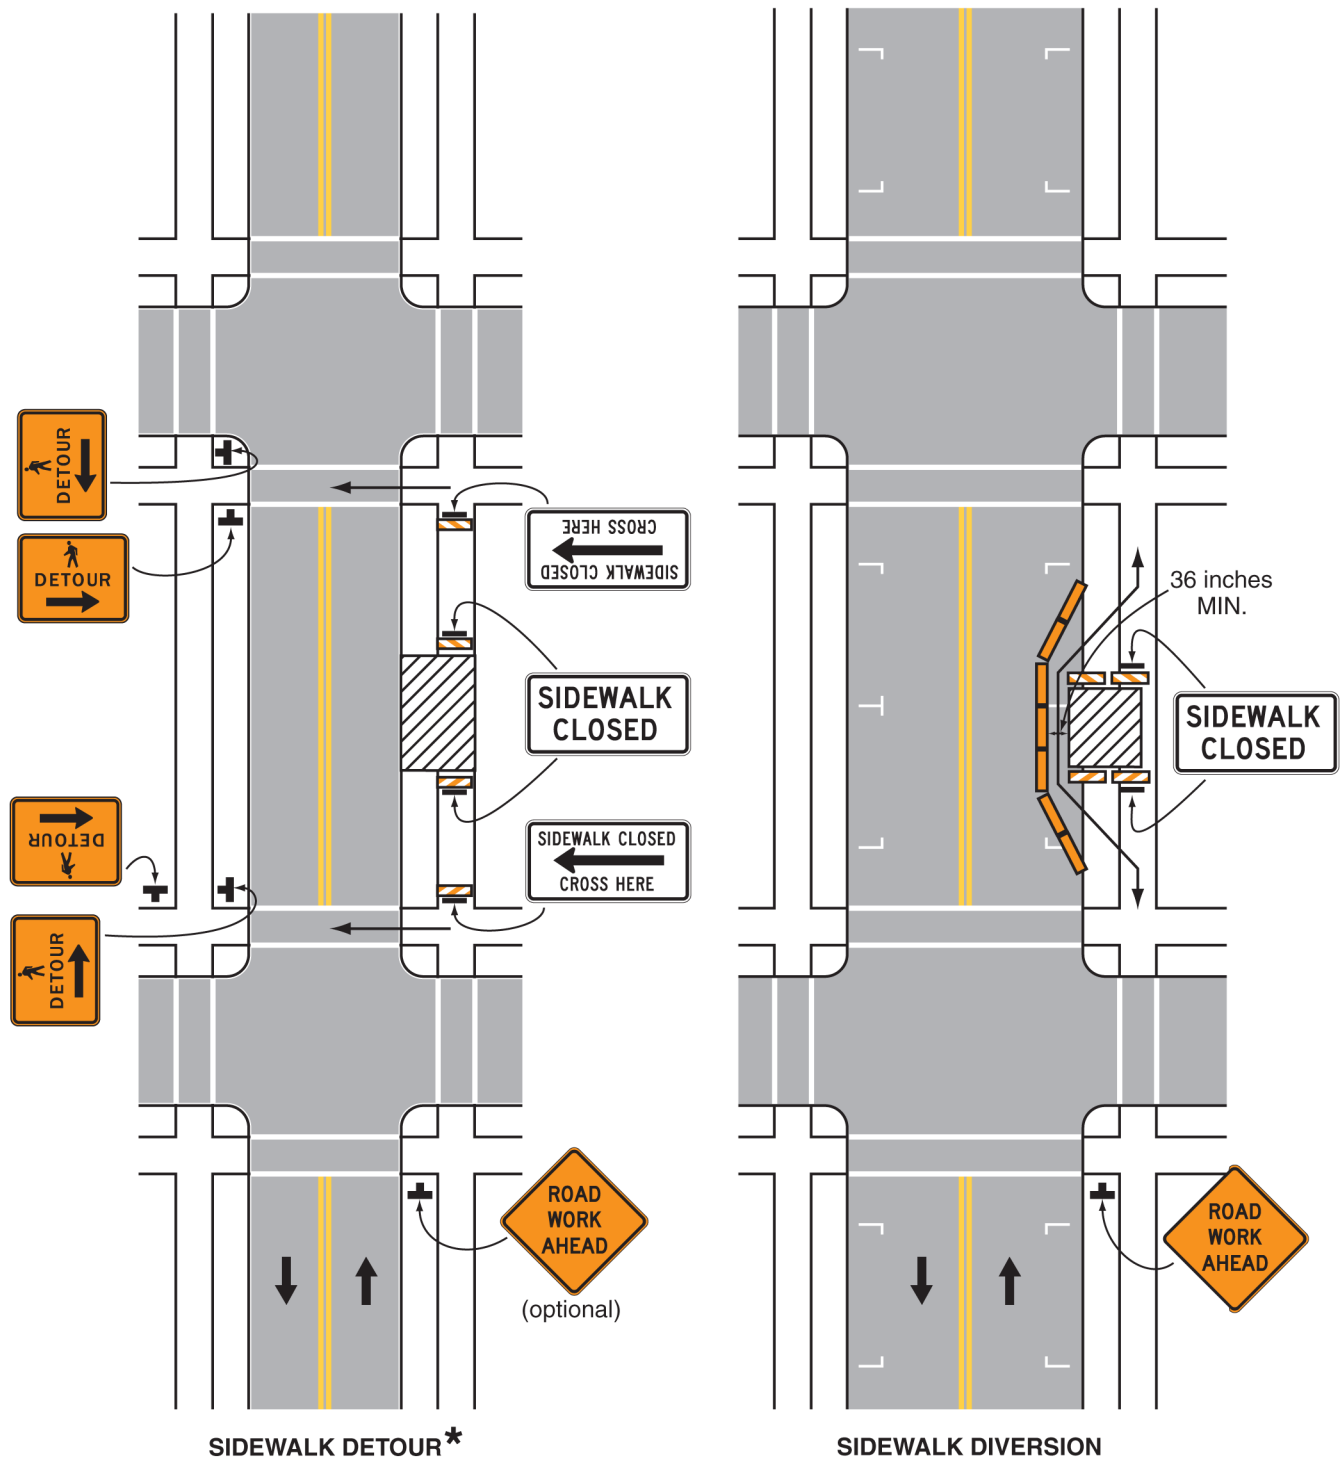 DETOUR
DETOUR
CROSS HERE
SIDEWALK CLOSED
36 inches
MIN.
SIDEWALK
CLOSED
SIDEWALK
CLOSED
DETOUR
SIDEWALK CLOSED
CROSS HERE
DETOUR
ROAD
WORK
AHEAD
(optional)
ROAD
WORK
AHEAD
SIDEWALK DETOUR*
SIDEWALK DIVERSION